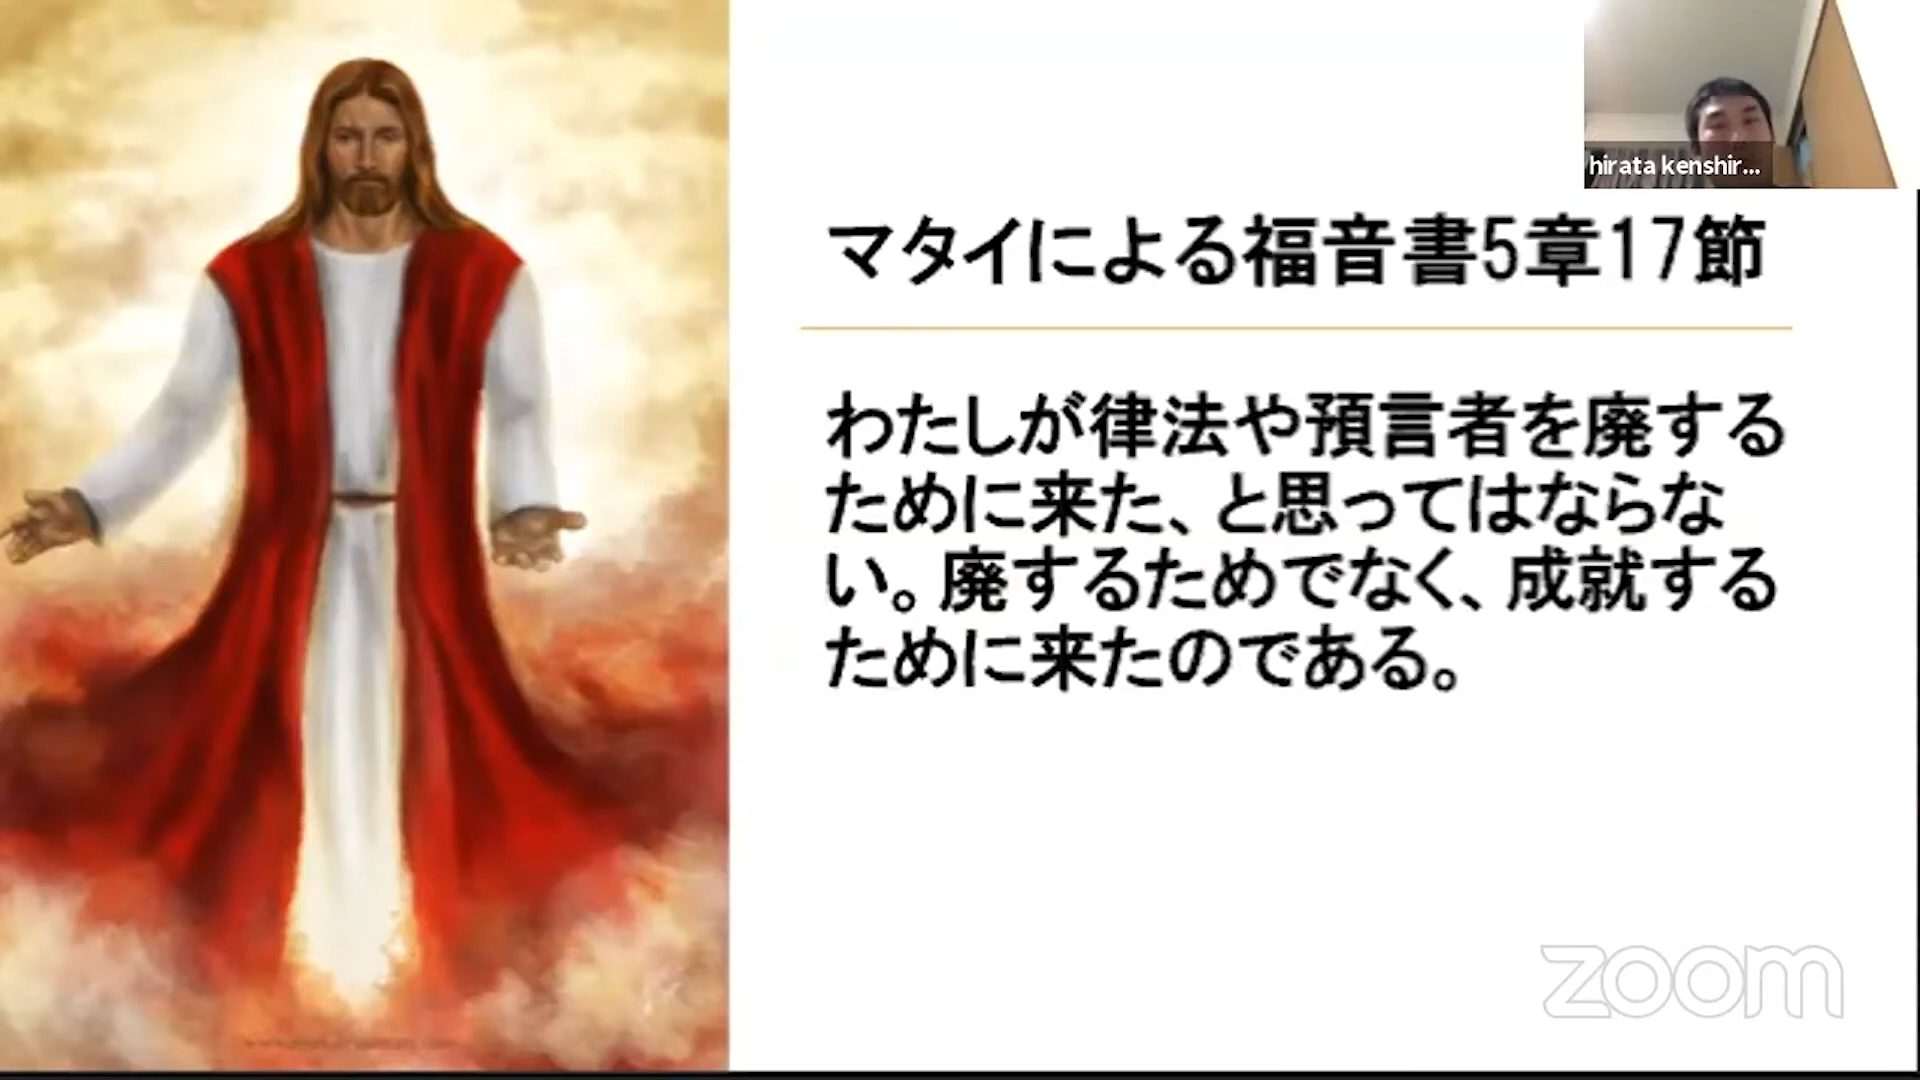 hirata kenshir...
マタイによる福音書5章17節
わたしが律法や預言者を廃する
ために来た、と思ってはならな
い。廃するためでなく、成就する
ために来たのである。
zoom